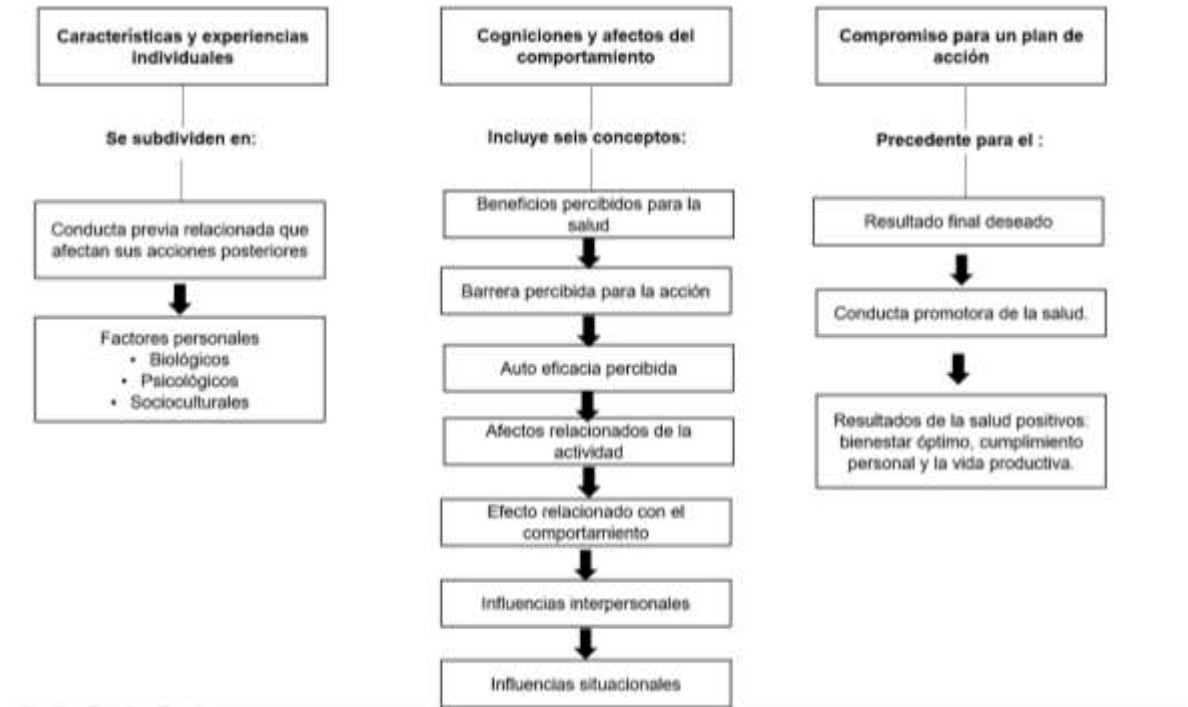 Características y experiencias
individuales
Se subdividen en:
Conducta previa relacionada que
afectan sus acciones posteriores
Factores personales
• Biológicos
• Psicológicos
• Socioculturales
Cogniciones y afectos del
comportamiento
Incluye seis conceptos:
Beneficios percibidos para la
salud
Barrera percibida para la acción
Auto eficacia percibida
Afectos relacionados de la
actividad
Efecto relacionado con el
comportamiento
Influencias interpersonales
Influencias situacionales
Compromiso para un plan de
acción
Precedente para el :
Resultado final deseado
Conducta promotora de la salud.
Resultados de la salud positivos:
bienestar óptimo, cumplimiento
personal y la vida productiva.